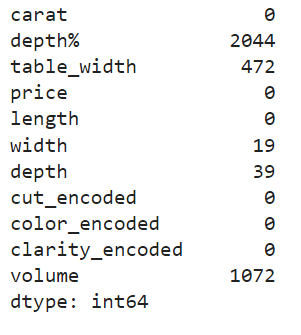 carat 0
depth% 2044
table_width 472
price 0
length 0
width 19
depth 39
cut_encoded 0
color_encoded 0
clarity_encoded 0
volume 1072
dtype: int64